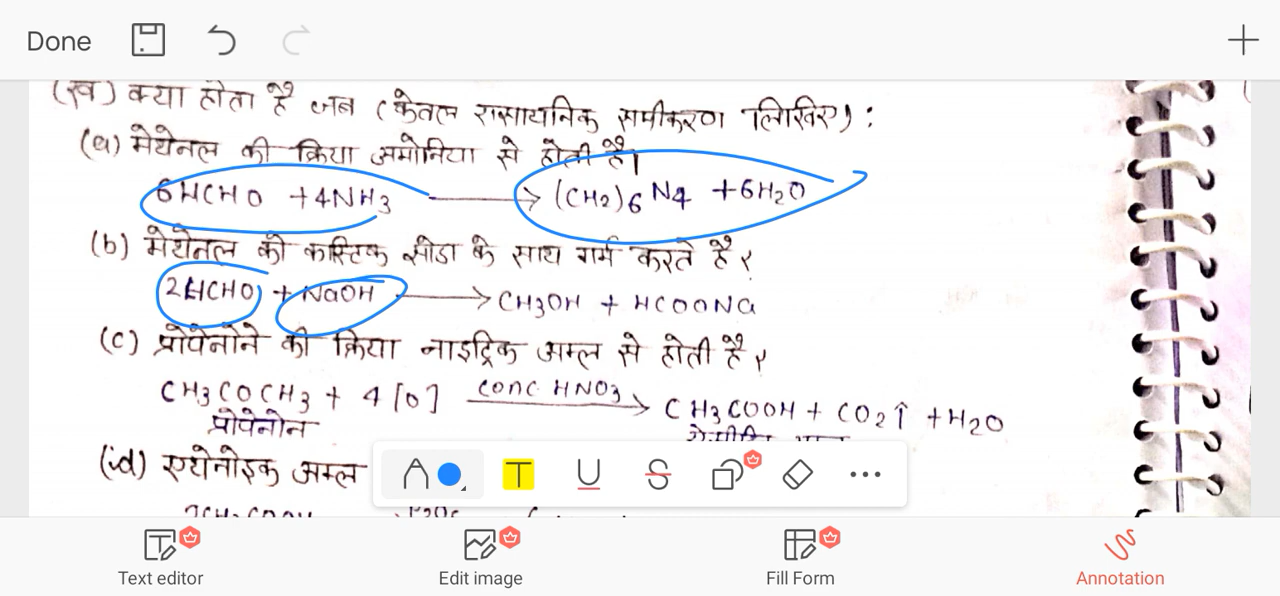 Done
(ख) क्या होता है जब (केवल रासायनिक समीकरण लिखिए) :
(a) मेथेनल की क्रिया अमोनिया से होती है।
6HCHO + 4NH3 → (CH2)6 N4 + 6H2O
(b) मेथेनल को कास्टिक सोडा के साथ गर्म करते है।
2HCHO + NaOH → CH3OH + HCOONa
(c) प्रोपेनोने की क्रिया नाइट्रिक अम्ल से होती है।
CH3COCH3 + 4[O] conc HNO3 → CH3COOH + CO2↑ + H2O
प्रोपेनोन
(d) एथेनोइक अम्ल
Text editor
Edit image
Fill Form
Annotation